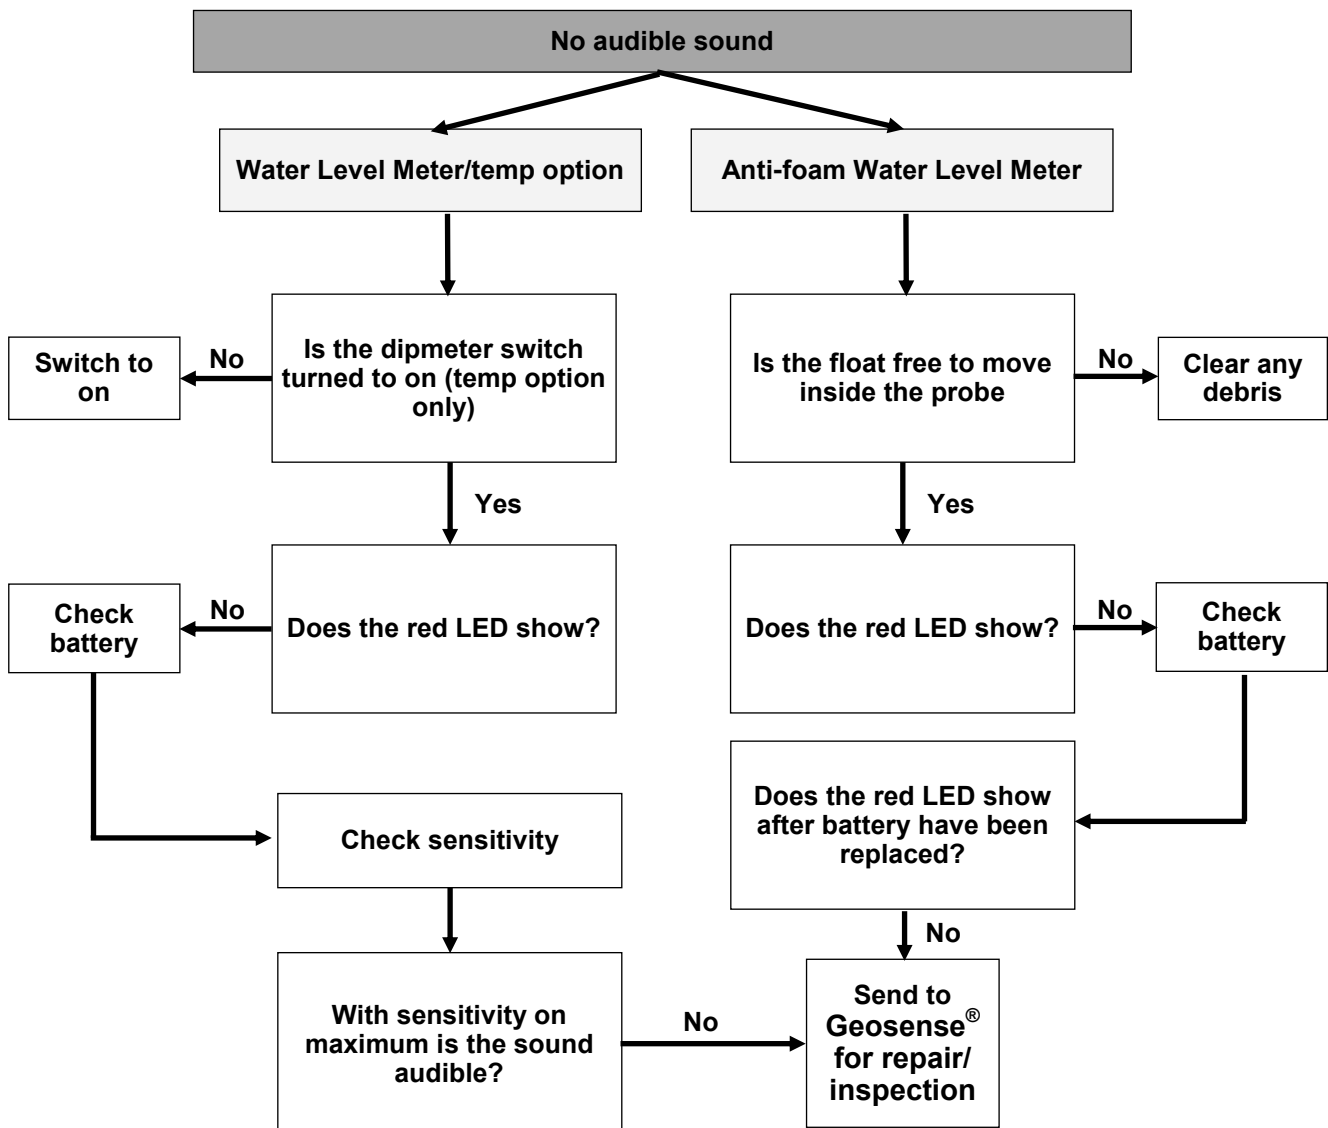 No audible sound
Water Level Meter/temp option
Anti-foam Water Level Meter
Is the dipmeter switch
turned to on (temp option
only)
No
Switch to
on
Is the float free to move
inside the probe
No
Clear any
debris
Yes
Yes
Does the red LED show?
No
Check
battery
Does the red LED show?
No
Check
battery
Check sensitivity
Does the red LED show
after battery have been
replaced?
No
With sensitivity on
maximum is the sound
audible?
No
Send to
Geosense®
for repair/
inspection